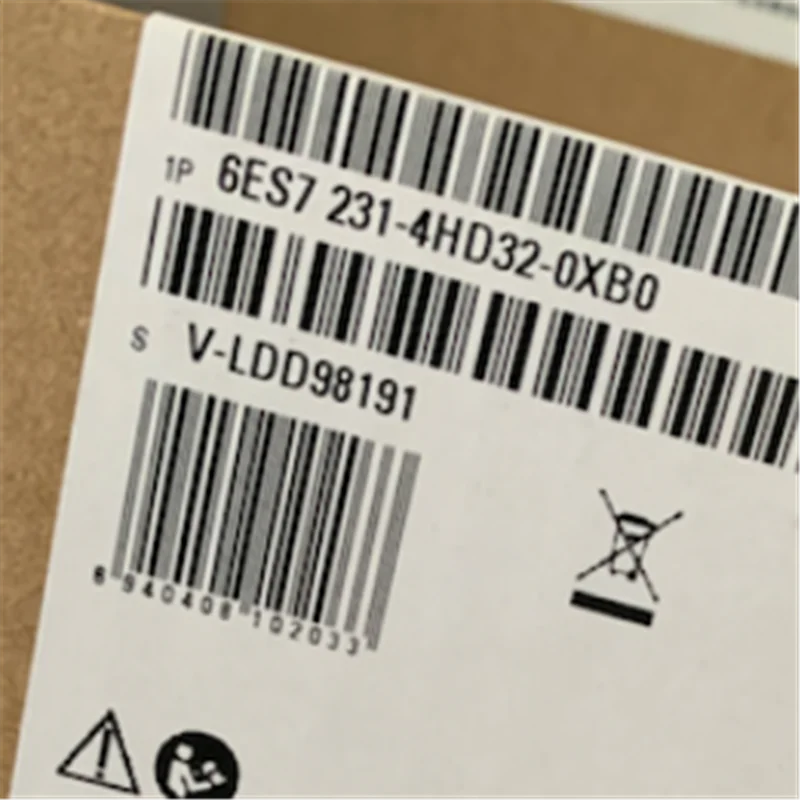 1P 6ES7 231-4HD32-0XB0
S V-LDD98191
6 940408 102033